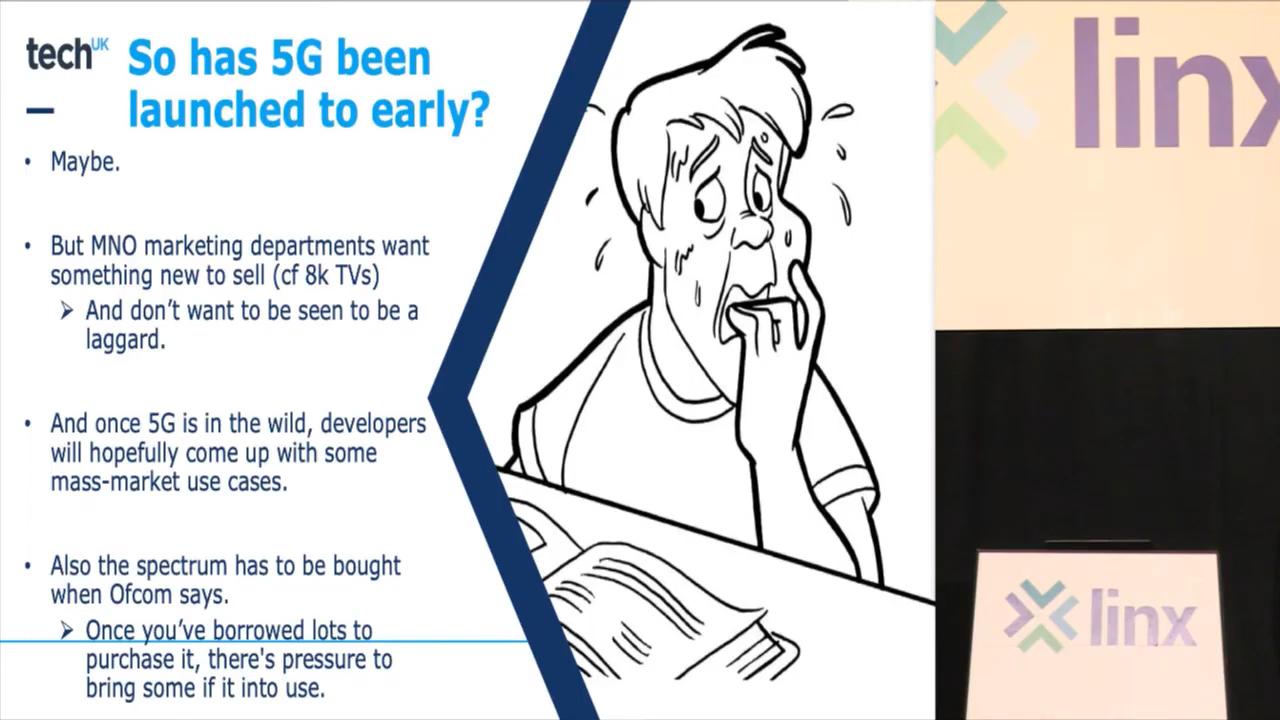 techUK
So has 5G been
launched to early?
• Maybe.
• But MNO marketing departments want
something new to sell (cf 8k TVs)
➢ And don't want to be seen to be a
laggard.
• And once 5G is in the wild, developers
will hopefully come up with some
mass-market use cases.
• Also the spectrum has to be bought
when Ofcom says.
➢ Once you've borrowed lots to
purchase it, there's pressure to
bring some if it into use.
linx
linx